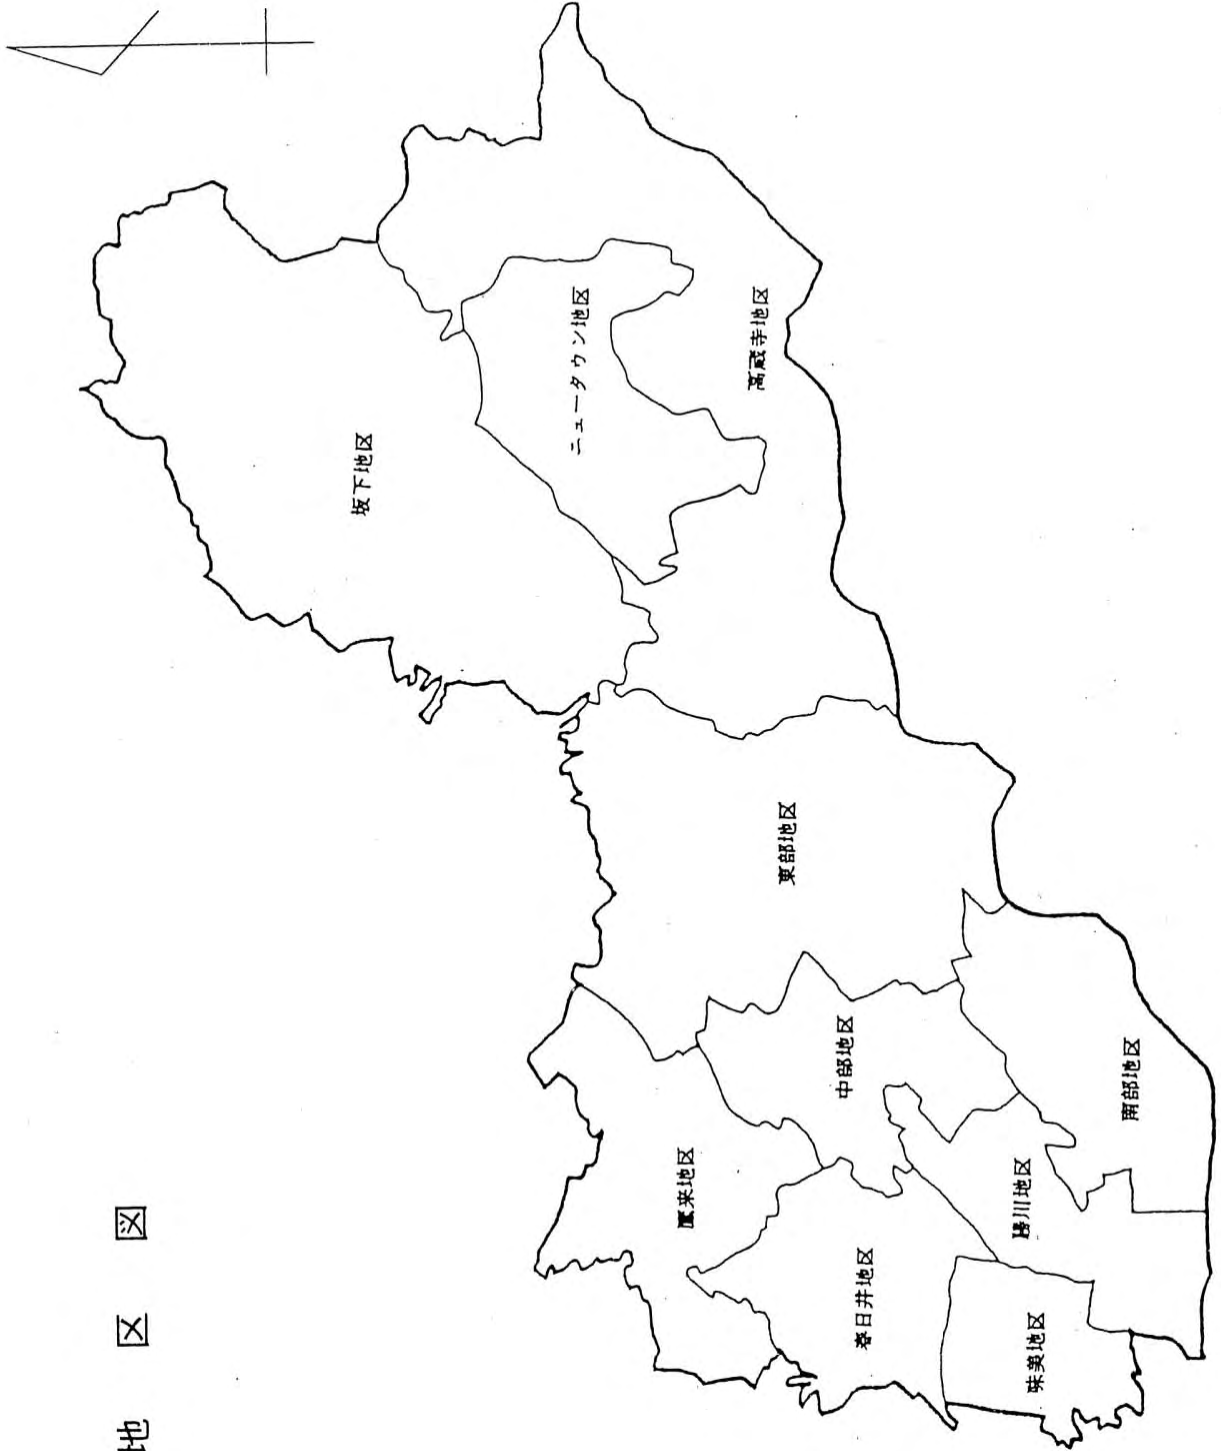 地区図
坂下地区
ニュータウン地区
高蔵寺地区
東部地区
中部地区
南部地区
鷹来地区
勝川地区
春日井地区
味美地区